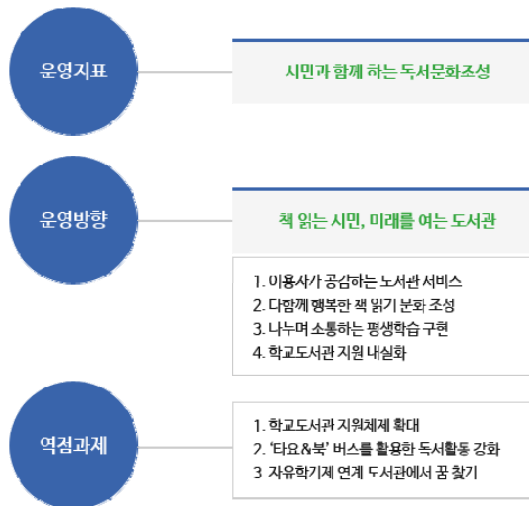 운영지표
시민과 함께 하는 독서문화조성
운영방향
책 읽는 시민, 미래를 여는 도서관
1. 이용자가 공감하는 도서관 서비스
2. 다함께 행복한 책 읽기 문화 조성
3. 나누며 소통하는 평생학습 구현
4. 학교도서관 지원 내실화
역점과제
1. 학교도서관 지원체제 확대
2. ‘타요&북’ 버스를 활용한 독서활동 강화
3 자유학기제 연계 도서관에서 꿈 찾기